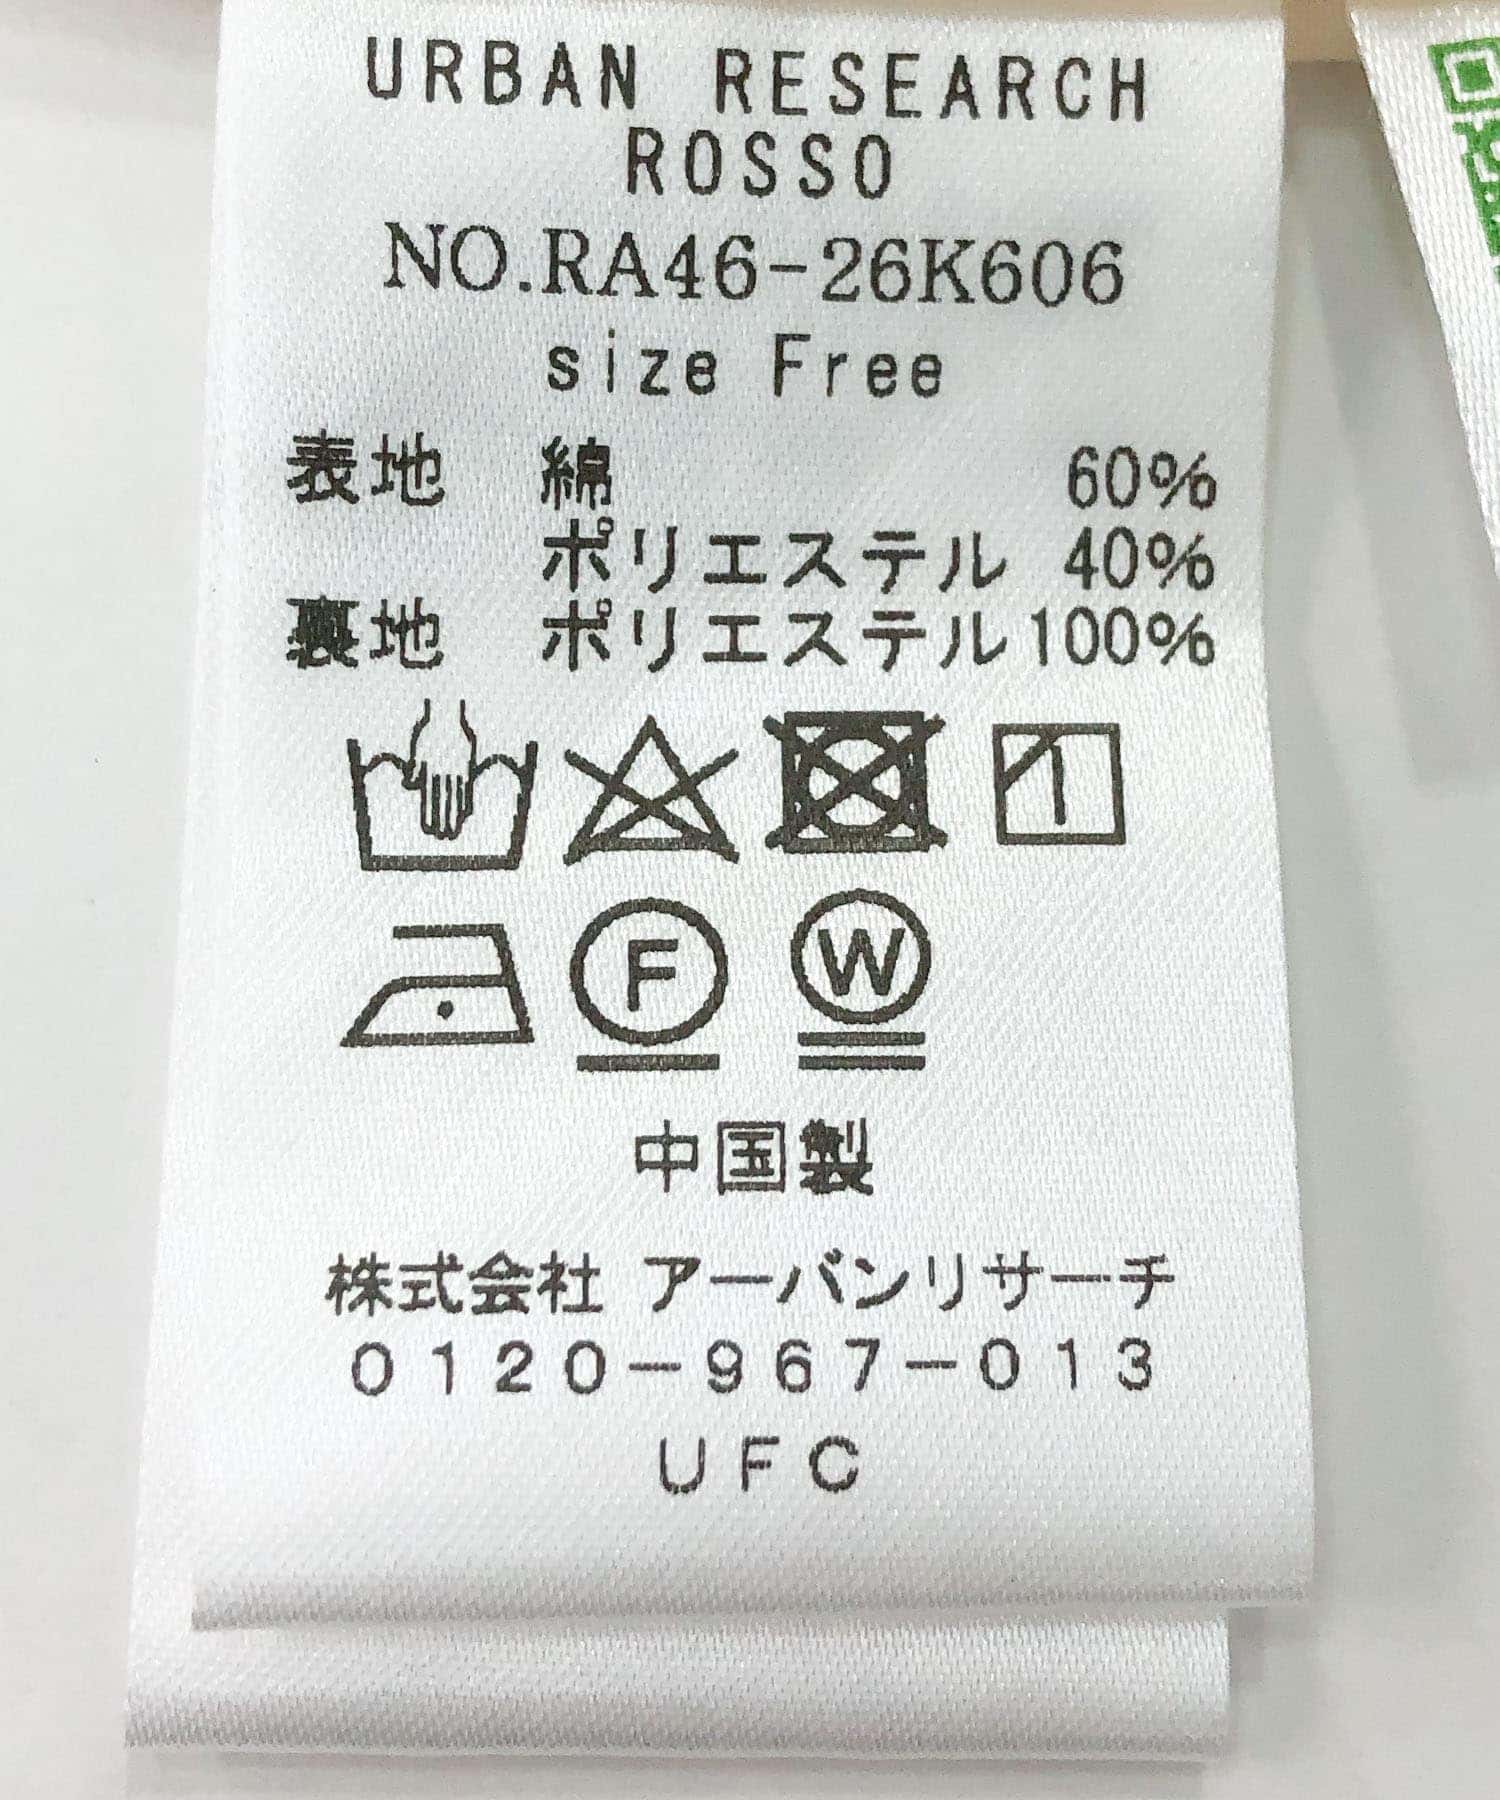 URBAN RESEARCH
ROSSO
NO.RA46-26K606
size Free
表地 綿 60%
ポリエステル 40%
裏地 ポリエステル100%
F W
中国製
株式会社 アーバンリサーチ
0120-967-013
UFC